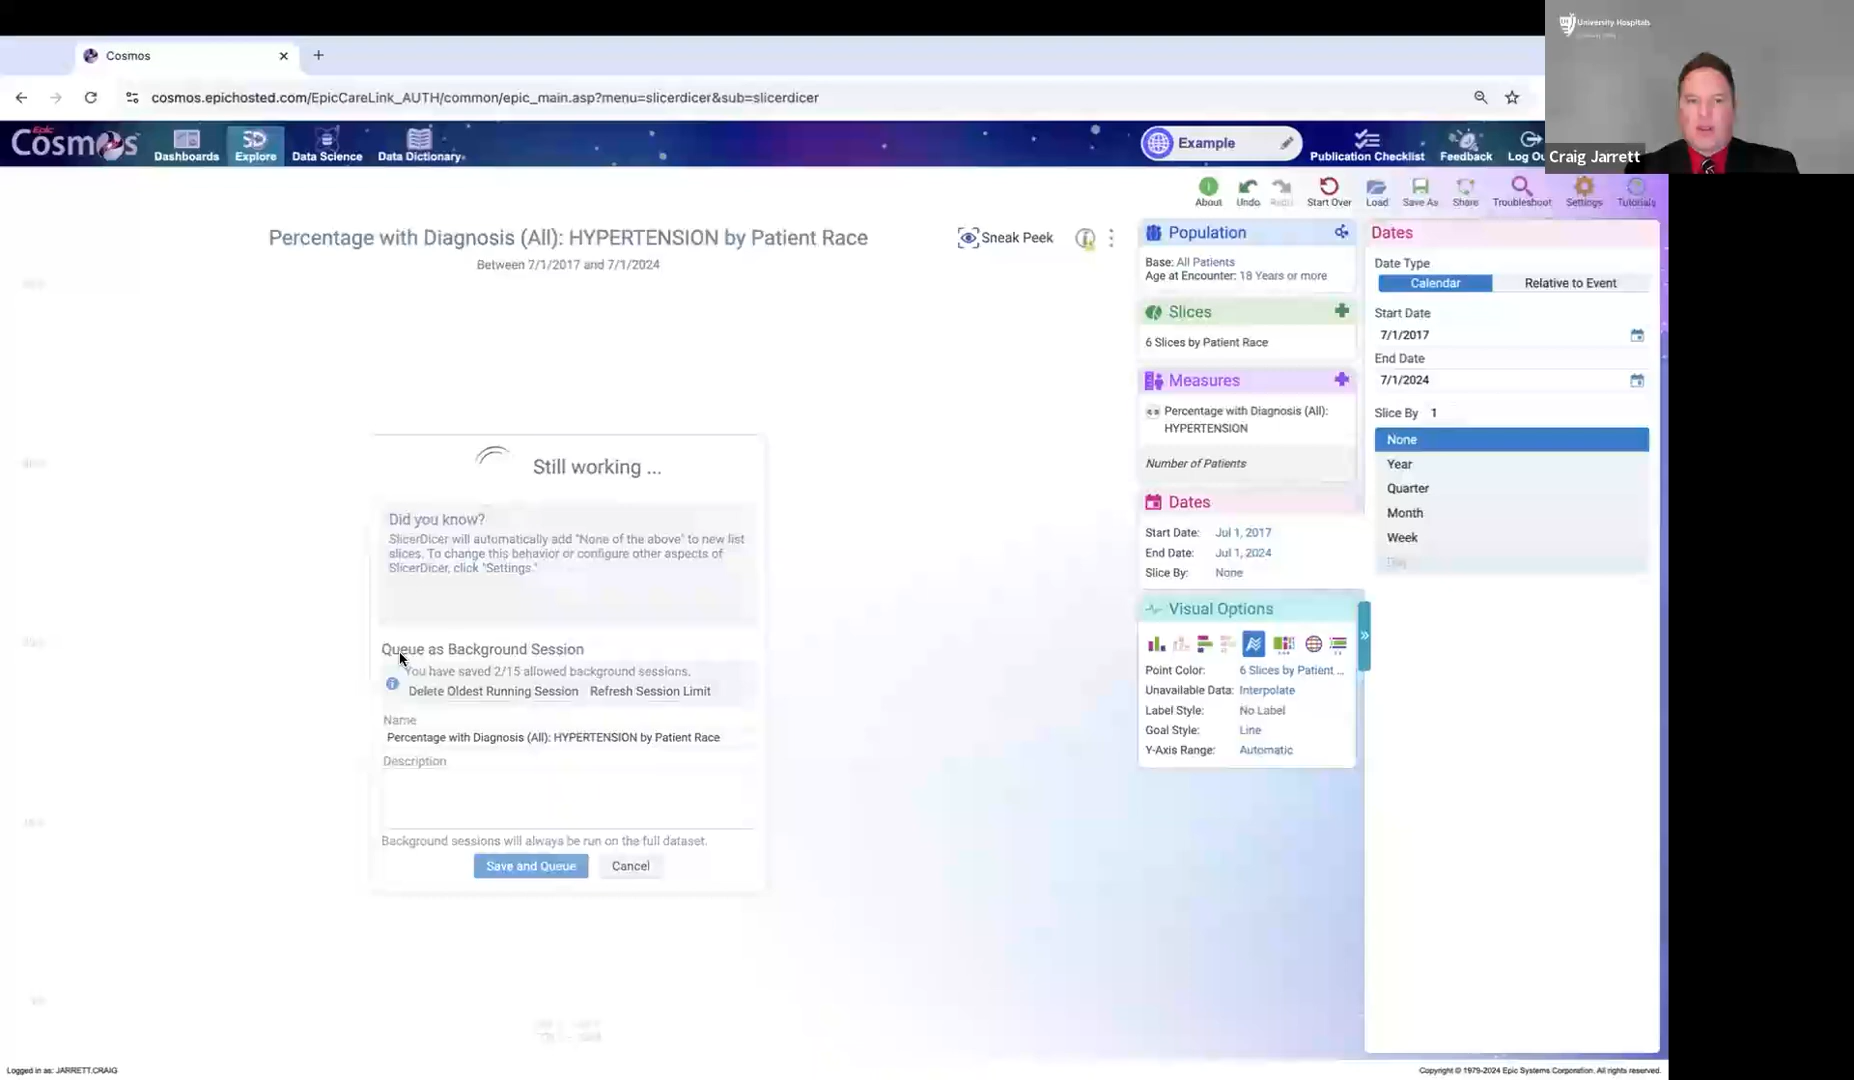 University Hospitals
Cosmos
cosmos.epichosted.com/EpicCareLink_AUTH/common/epic_main.asp?menu=slicerdicer&sub=slicerdicer
Epic
Cosmos
Dashboards
SD
Explore
Data Science
Data Dictionary
Example
Publication Checklist
Feedback
Log Ou
Craig Jarrett
About
Undo
Redo
Start Over
Load
Save As
Share
Troubleshoot
Settings
Tutorials
Percentage with Diagnosis (All): HYPERTENSION by Patient Race
Between 7/1/2017 and 7/1/2024
Sneak Peek
Still working ...
Did you know?
SlicerDicer will automatically add "None of the above" to new list
slices. To change this behavior or configure other aspects of
SlicerDicer, click "Settings."
Queue as Background Session
You have saved 2/15 allowed background sessions.
Delete Oldest Running Session Refresh Session Limit
Name
Percentage with Diagnosis (All): HYPERTENSION by Patient Race
Description
Background sessions will always be run on the full dataset.
Save and Queue
Cancel
Population
Base: All Patients
Age at Encounter: 18 Years or more
Slices
6 Slices by Patient Race
Measures
Percentage with Diagnosis (All):
HYPERTENSION
Number of Patients
Dates
Start Date: Jul 1, 2017
End Date: Jul 1, 2024
Slice By: None
Visual Options
Point Color: 6 Slices by Patient ...
Unavailable Data: Interpolate
Label Style: No Label
Goal Style: Line
Y-Axis Range: Automatic
Dates
Date Type
Calendar
Relative to Event
Start Date
7/1/2017
End Date
7/1/2024
Slice By 1
None
Year
Quarter
Month
Week
Day
Logged in as: JARRETT.CRAIG
Copyright © 1979-2024 Epic Systems Corporation. All rights reserved.